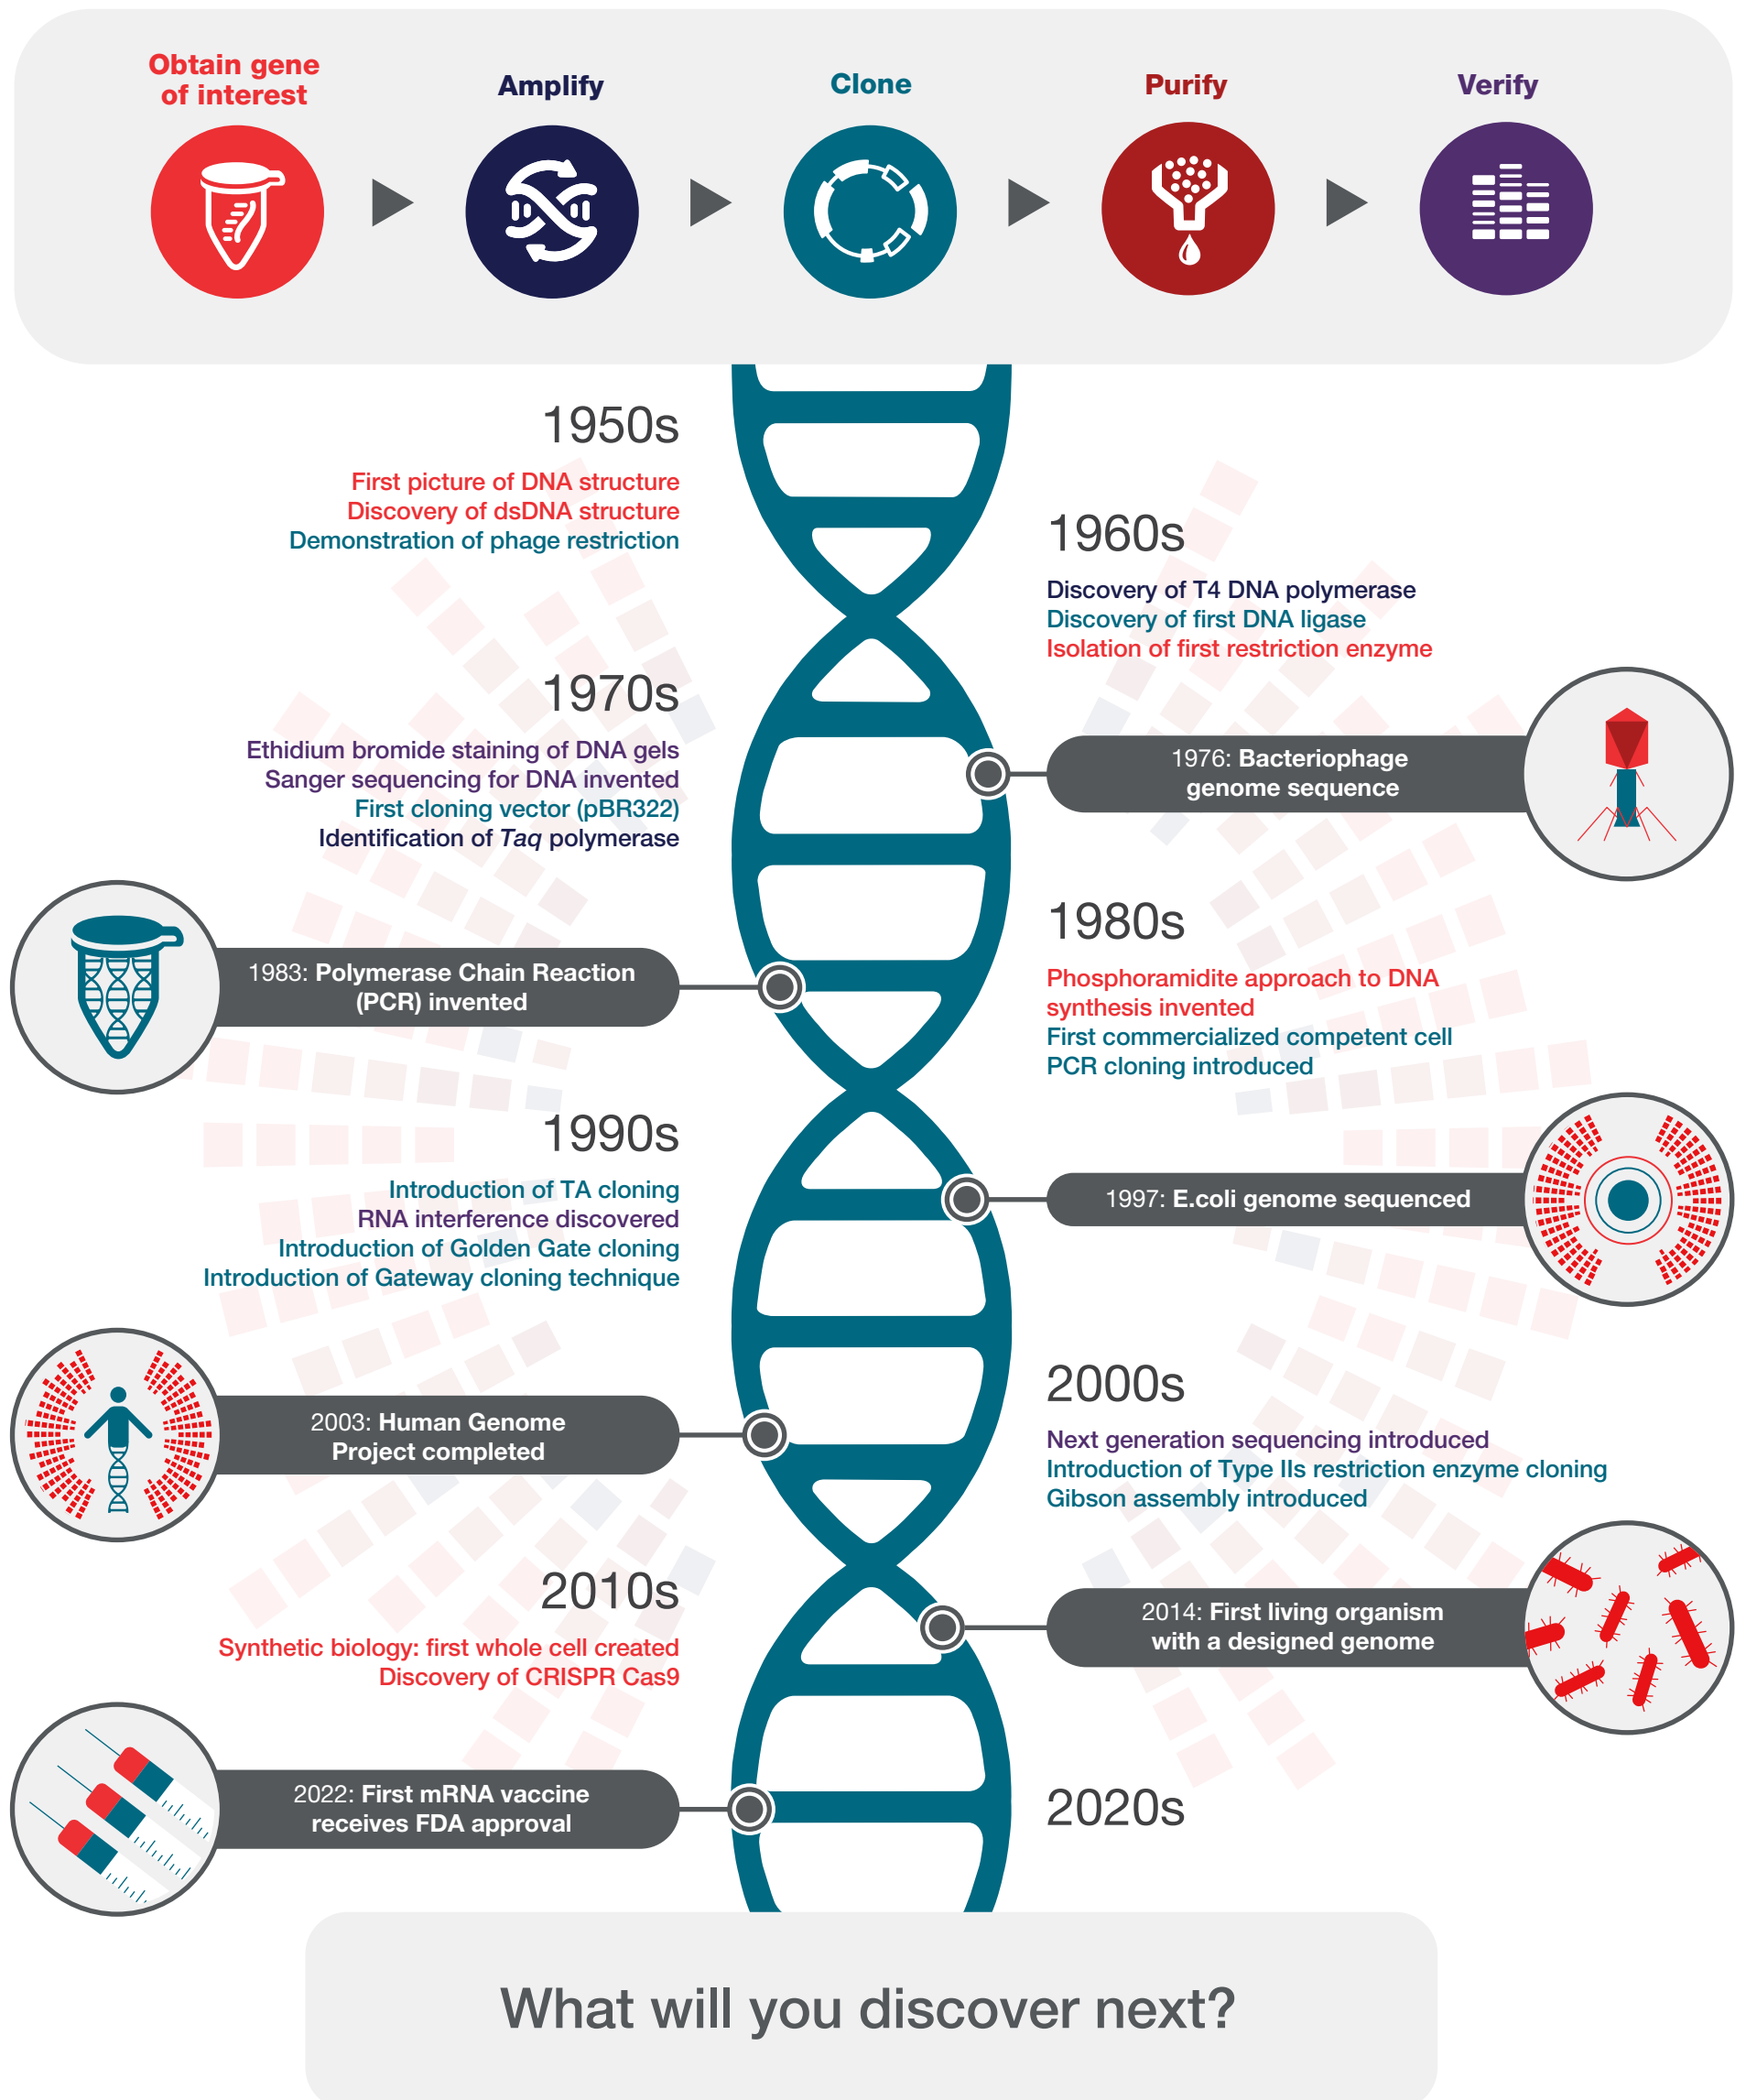 Obtain gene
of interest
Amplify
Clone
Purify
Verify
1950s
First picture of DNA structure
Discovery of dsDNA structure
Demonstration of phage restriction
1960s
Discovery of T4 DNA polymerase
Discovery of first DNA ligase
Isolation of first restriction enzyme
1970s
Ethidium bromide staining of DNA gels
Sanger sequencing for DNA invented
First cloning vector (pBR322)
Identification of Taq polymerase
1976: Bacteriophage
genome sequence
1983: Polymerase Chain Reaction
(PCR) invented
1980s
Phosphoramidite approach to DNA
synthesis invented
First commercialized competent cell
PCR cloning introduced
1990s
Introduction of TA cloning
RNA interference discovered
Introduction of Golden Gate cloning
Introduction of Gateway cloning technique
1997: E.coli genome sequenced
2003: Human Genome
Project completed
2000s
Next generation sequencing introduced
Introduction of Type IIs restriction enzyme cloning
Gibson assembly introduced
2010s
Synthetic biology: first whole cell created
Discovery of CRISPR Cas9
2014: First living organism
with a designed genome
2022: First mRNA vaccine
receives FDA approval
2020s
What will you discover next?